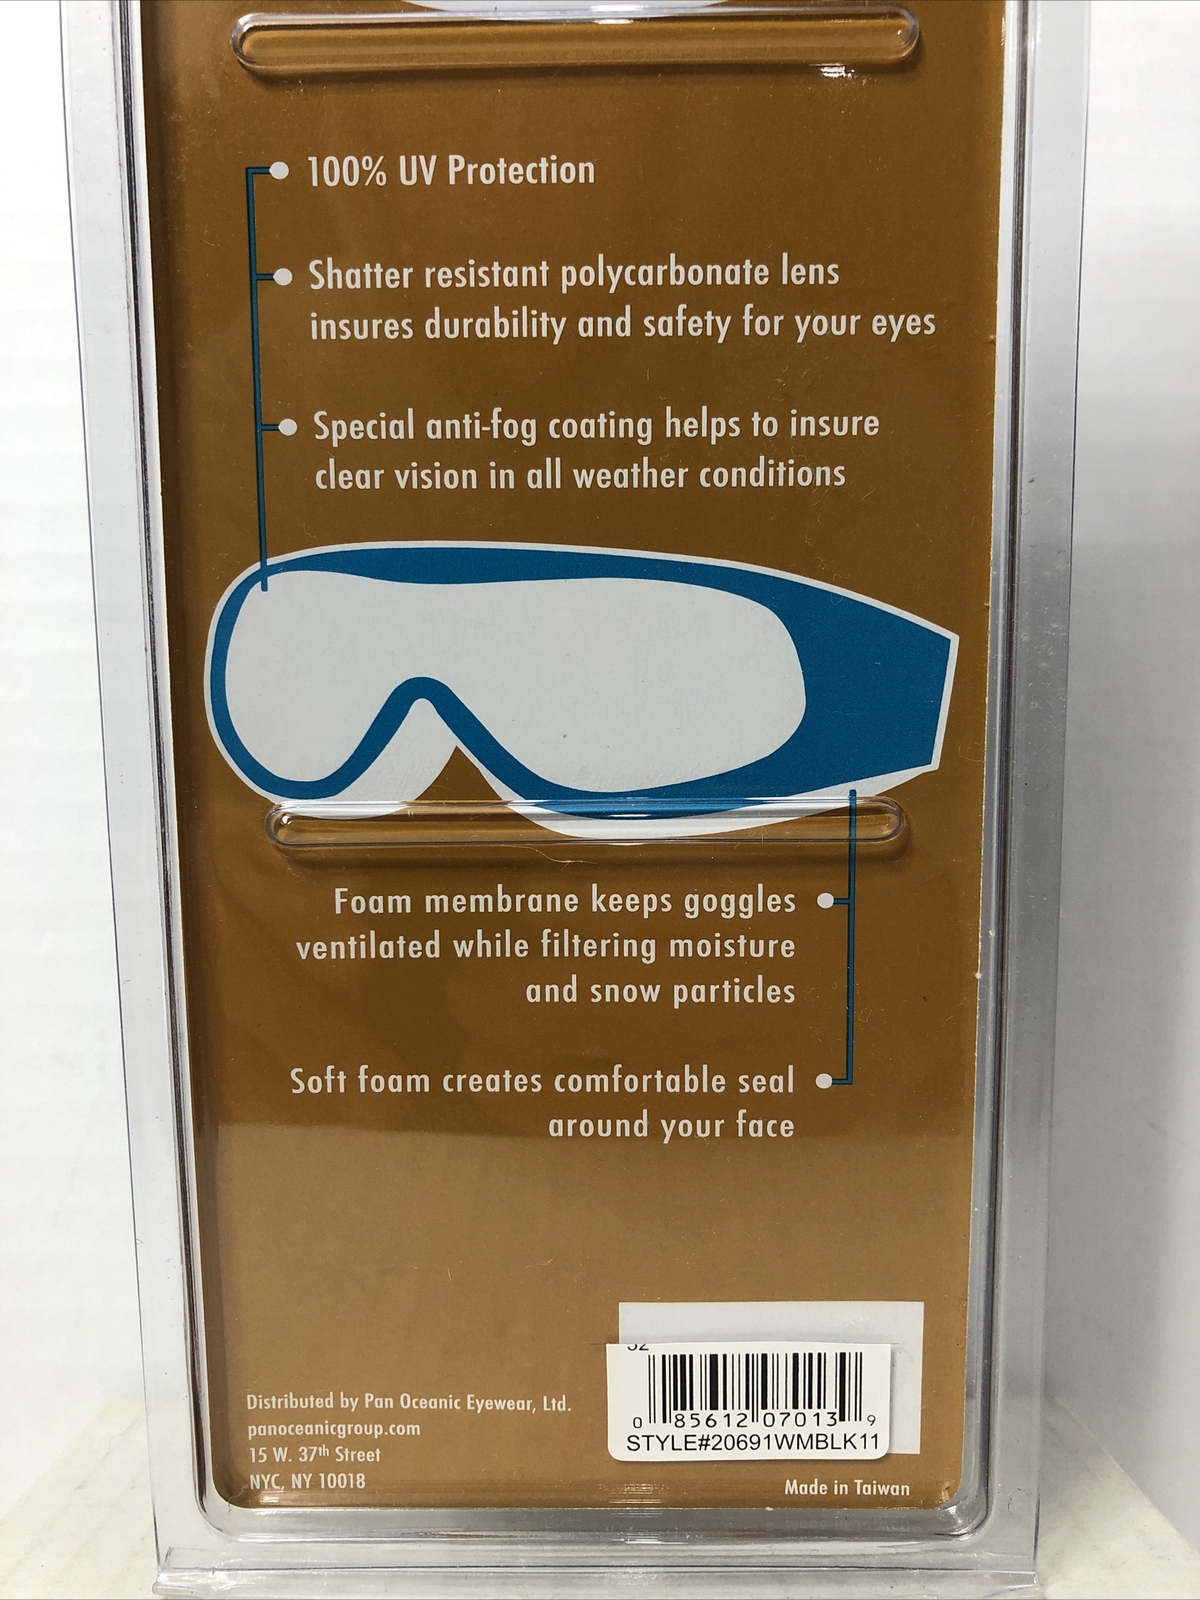 100% UV Protection
Shatter resistant polycarbonate lens
insures durability and safety for your eyes
Special anti-fog coating helps to insure
clear vision in all weather conditions
Foam membrane keeps goggles
ventilated while filtering moisture
and snow particles
Soft foam creates comfortable seal
around your face
Distributed by Pan Oceanic Eyewear, Ltd.
panoceanicgroup.com
15 W. 37th Street
NYC, NY 10018
0 85612 07013 9
STYLE#20691WMBLK11
Made in Taiwan